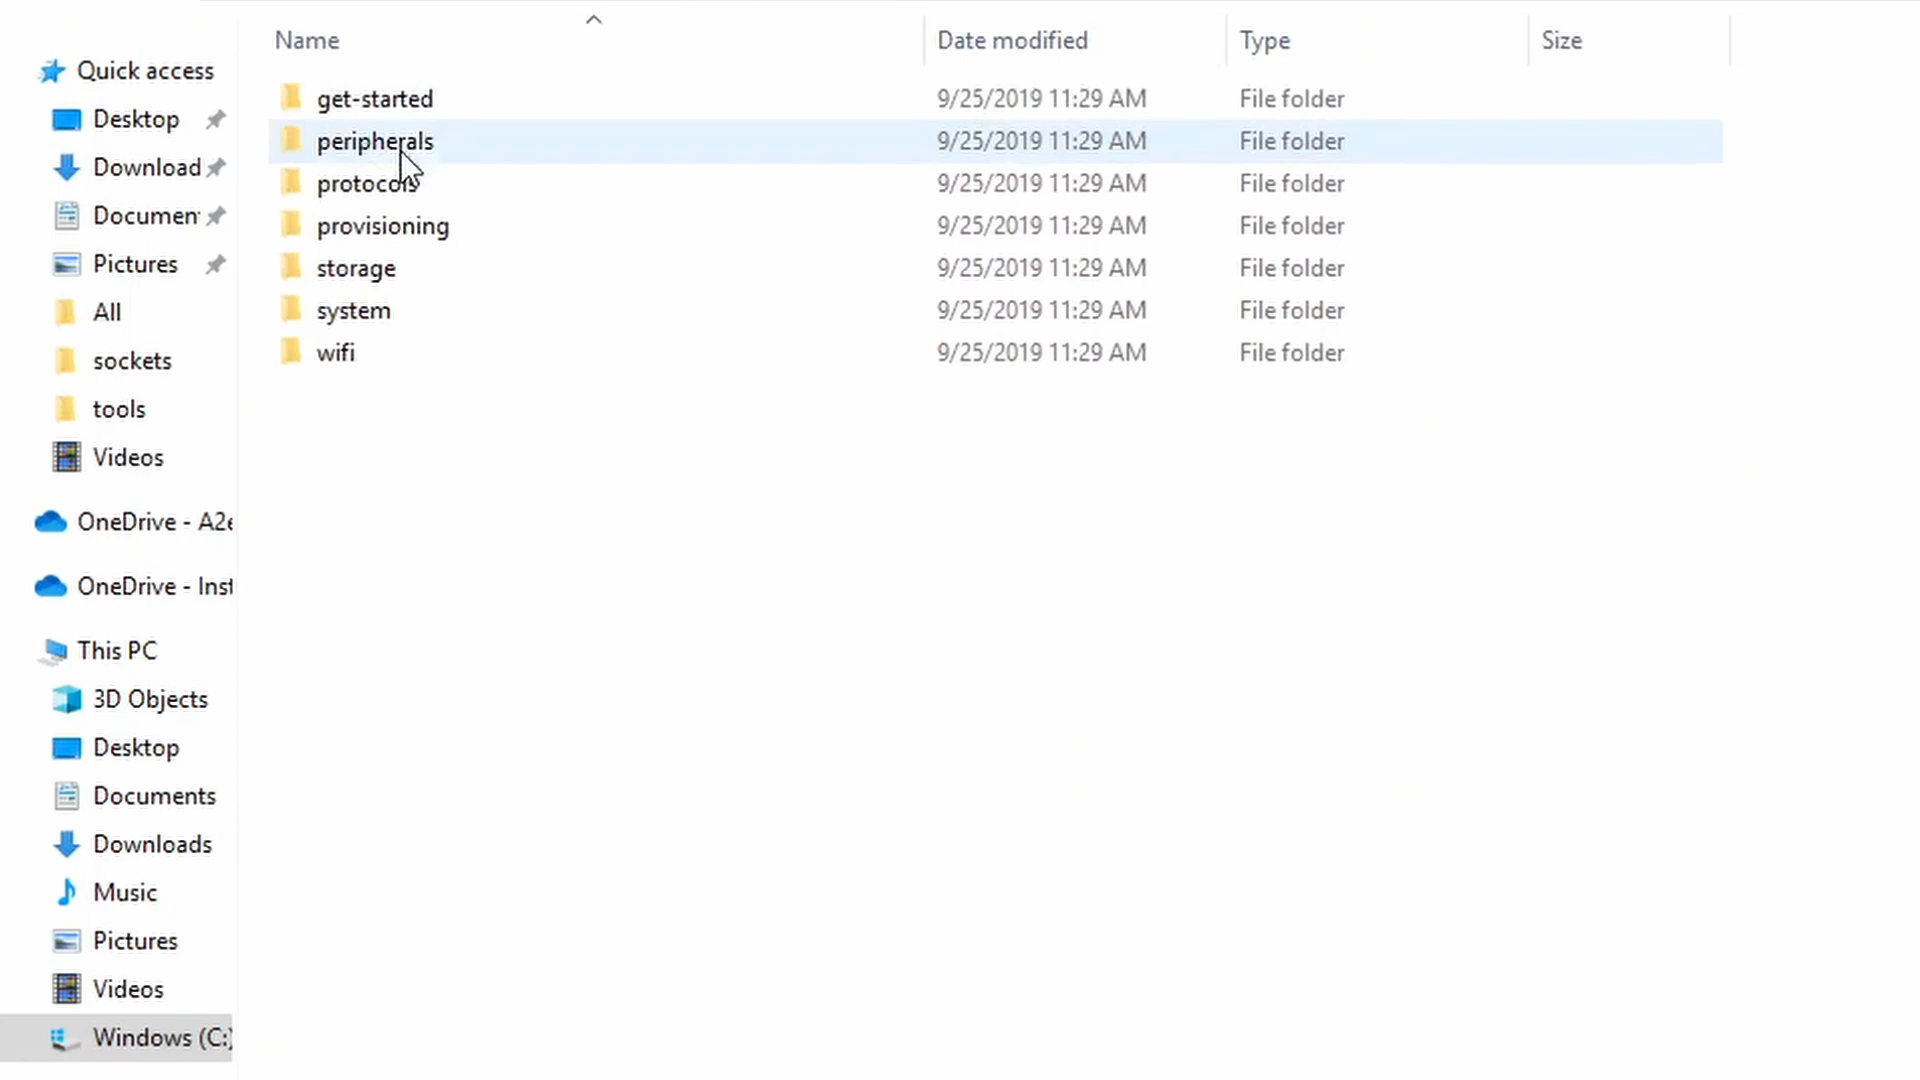 Name Date modified Type Size
Quick access
Desktop
Download
Documen
Pictures
All
sockets
tools
Videos
OneDrive - A2e
OneDrive - Inst
This PC
3D Objects
Desktop
Documents
Downloads
Music
Pictures
Videos
Windows (C:)
get-started 9/25/2019 11:29 AM File folder
peripherals 9/25/2019 11:29 AM File folder
protocols 9/25/2019 11:29 AM File folder
provisioning 9/25/2019 11:29 AM File folder
storage 9/25/2019 11:29 AM File folder
system 9/25/2019 11:29 AM File folder
wifi 9/25/2019 11:29 AM File folder